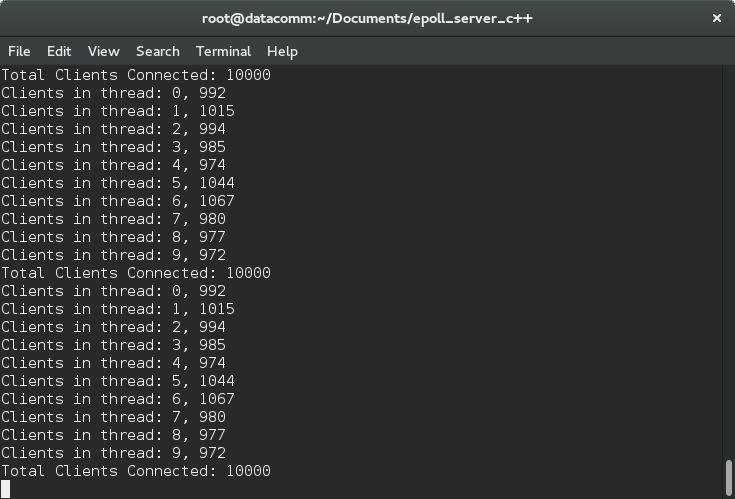 root@datacomm:~/Documents/epoll_server_c++
File Edit View Search Terminal Help
Total Clients Connected: 10000
Clients in thread: 0, 992
Clients in thread: 1, 1015
Clients in thread: 2, 994
Clients in thread: 3, 985
Clients in thread: 4, 974
Clients in thread: 5, 1044
Clients in thread: 6, 1067
Clients in thread: 7, 980
Clients in thread: 8, 977
Clients in thread: 9, 972
Total Clients Connected: 10000
Clients in thread: 0, 992
Clients in thread: 1, 1015
Clients in thread: 2, 994
Clients in thread: 3, 985
Clients in thread: 4, 974
Clients in thread: 5, 1044
Clients in thread: 6, 1067
Clients in thread: 7, 980
Clients in thread: 8, 977
Clients in thread: 9, 972
Total Clients Connected: 10000